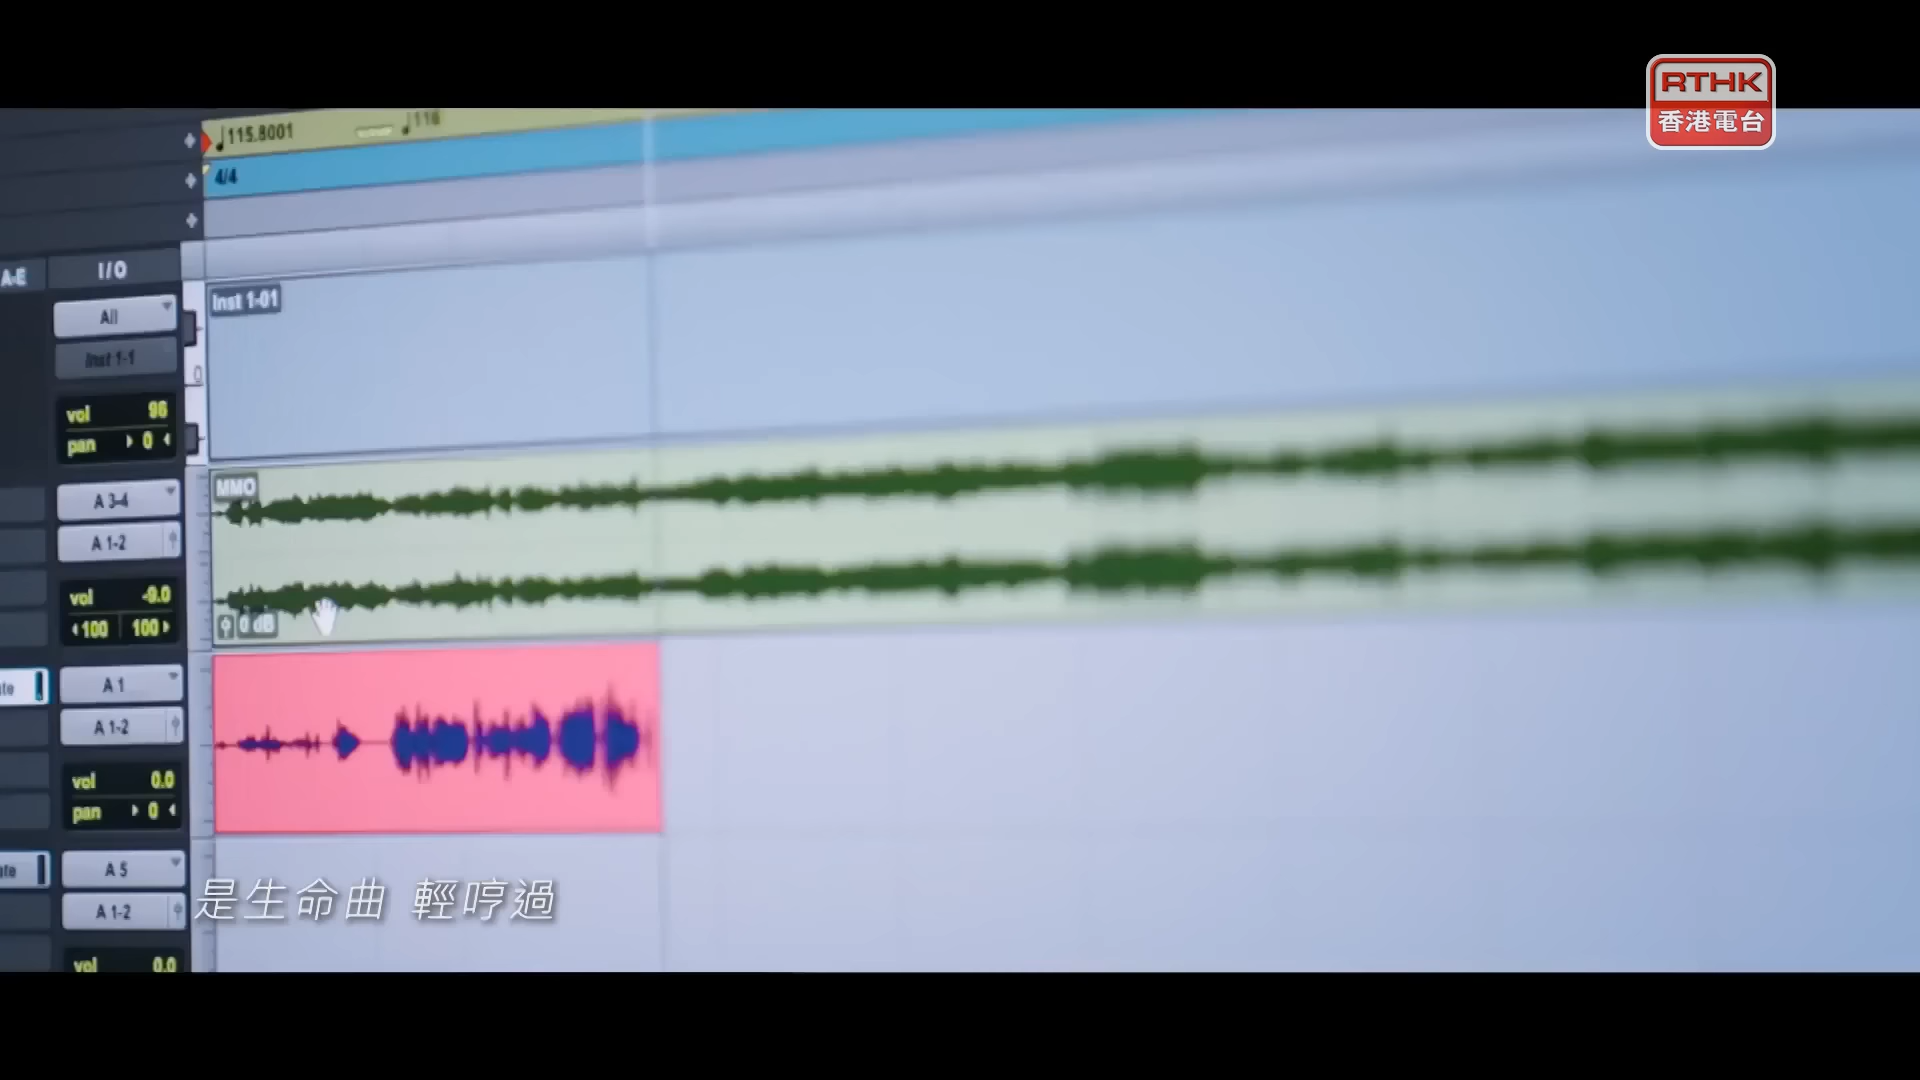 RTHK
香港電台
115.8001
116
4/4
A-E
I/O
All
Inst 1-01
Inst 1-1
0
vol 96
pan 0
A 3-4
MMO
A 1-2
vol -9.0
100 100
0 dB
A 1
A 1-2
vol 0.0
pan 0
A 5
A 1-2
是生命曲 輕哼過
vol 0.0